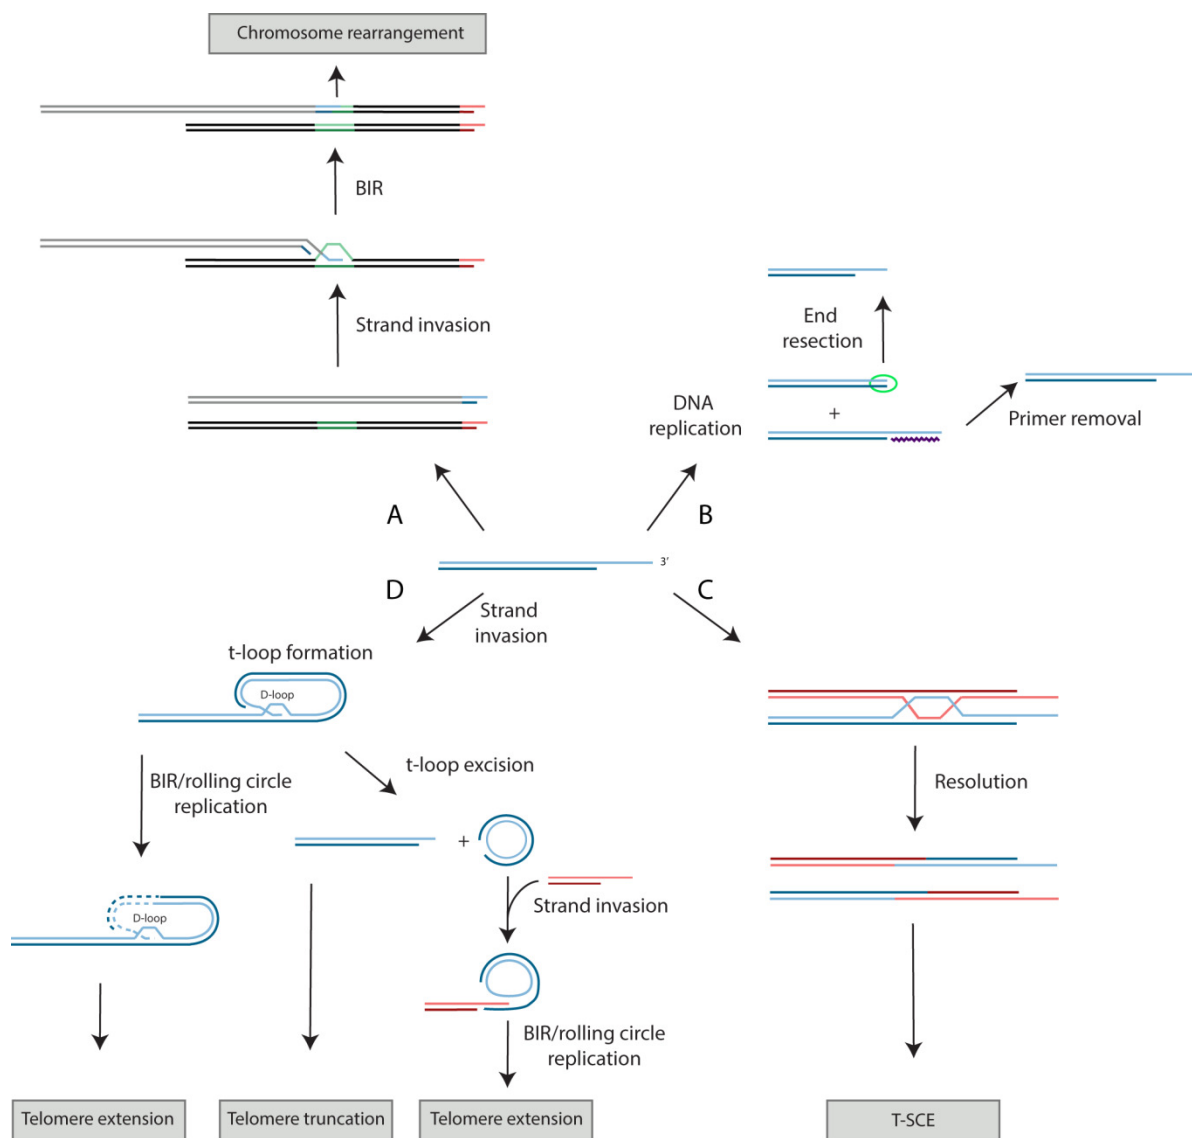 Chromosome rearrangement
BIR
Strand invasion
End
resection
DNA
replication
+
Primer removal
A
B
3'
D
C
Strand
invasion
t-loop formation
D-loop
t-loop excision
BIR/rolling circle
replication
Resolution
+
Strand invasion
D-loop
BIR/rolling circle
replication
Telomere extension
Telomere truncation
Telomere extension
T-SCE